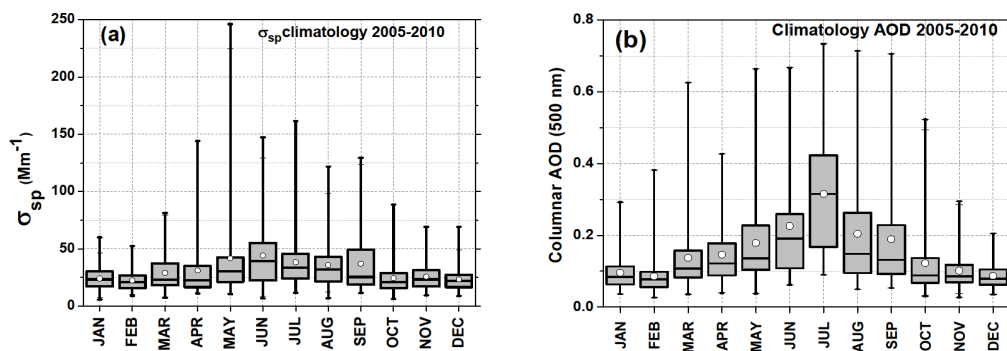 (a)
σsp climatology 2005-2010
250
200
150
100
50
0
σsp (Mm-1)
JAN FEB MAR APR MAY JUN JUL AUG SEP OCT NOV DEC
(b)
Climatology AOD 2005-2010
0.8
0.6
0.4
0.2
0.0
Columnar AOD (500 nm)
JAN FEB MAR APR MAY JUN JUL AUG SEP OCT NOV DEC